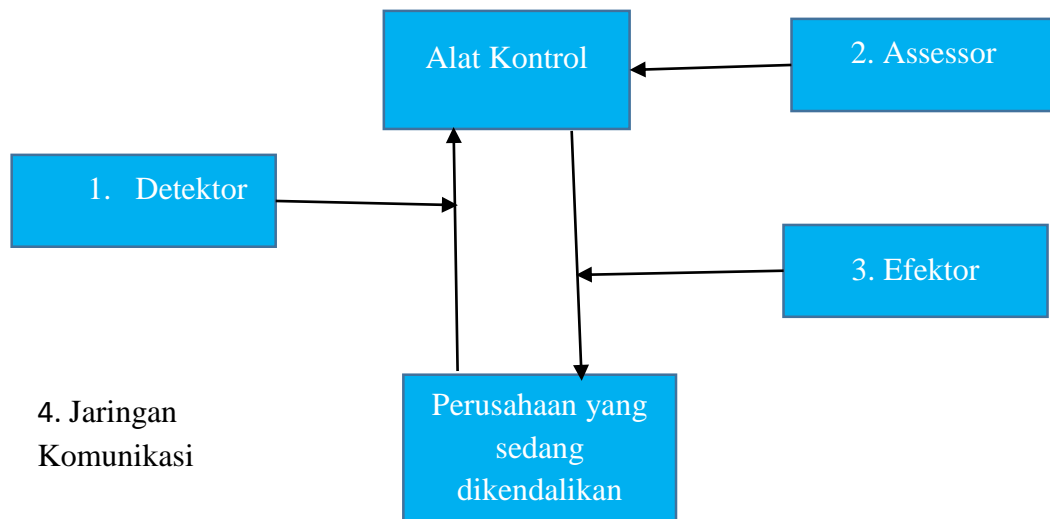 Alat Kontrol
2. Assessor
1. Detektor
3. Efektor
4. Jaringan
Komunikasi
Perusahaan yang
sedang
dikendalikan